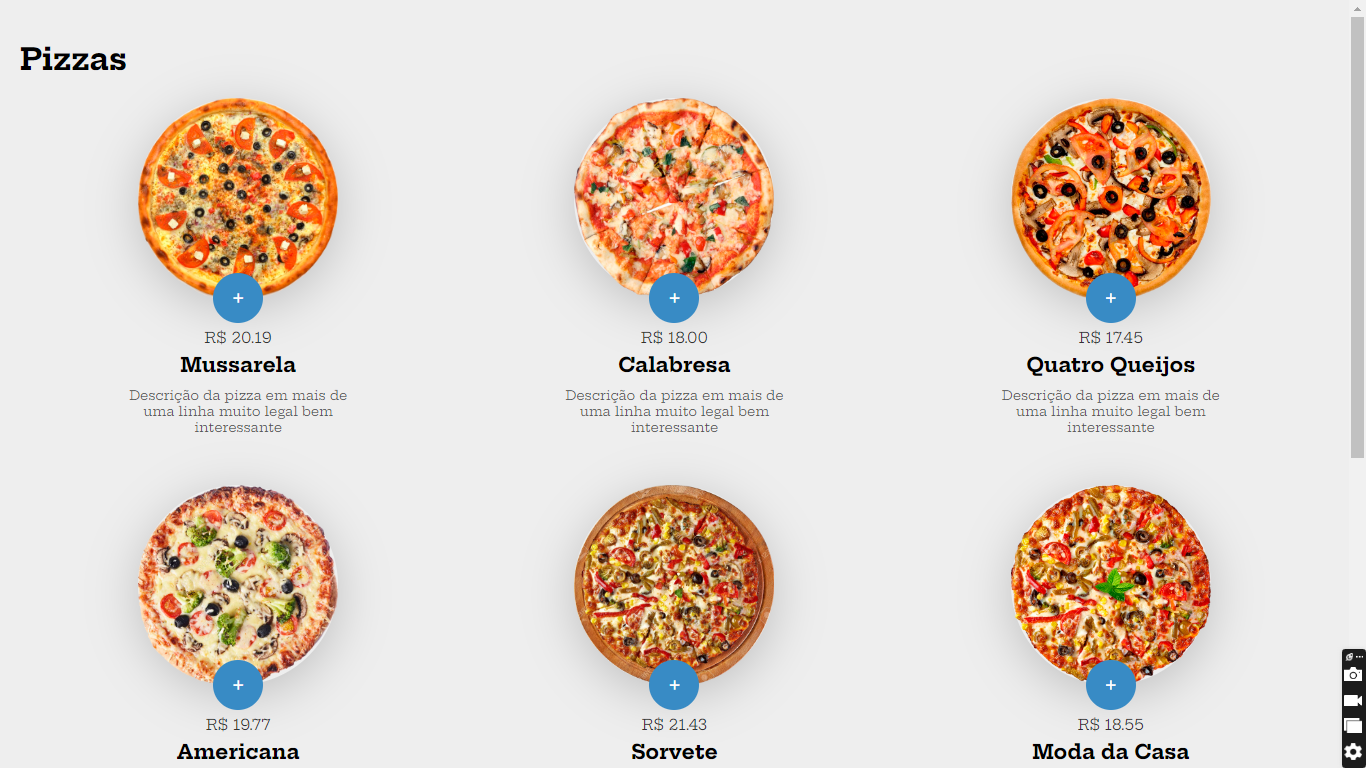 Pizzas
+
+
+
R$ 20.19
R$ 18.00
R$ 17.45
Mussarela
Calabresa
Quatro Queijos
Descrição da pizza em mais de
uma linha muito legal bem
interessante
Descrição da pizza em mais de
uma linha muito legal bem
interessante
Descrição da pizza em mais de
uma linha muito legal bem
interessante
+
+
+
R$ 19.77
R$ 21.43
R$ 18.55
Americana
Sorvete
Moda da Casa